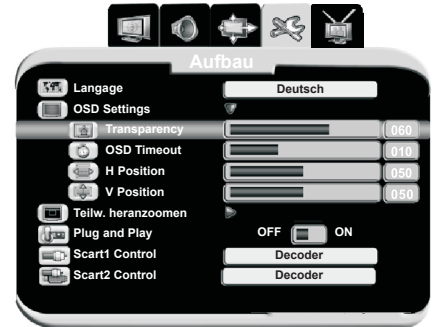 Aufbau
Langage Deutsch
OSD Settings
Transparency 060
OSD Timeout 010
H Position 050
V Position 050
Teilw. heranzoomen
Plug and Play OFF ON
Scart1 Control Decoder
Scart2 Control Decoder